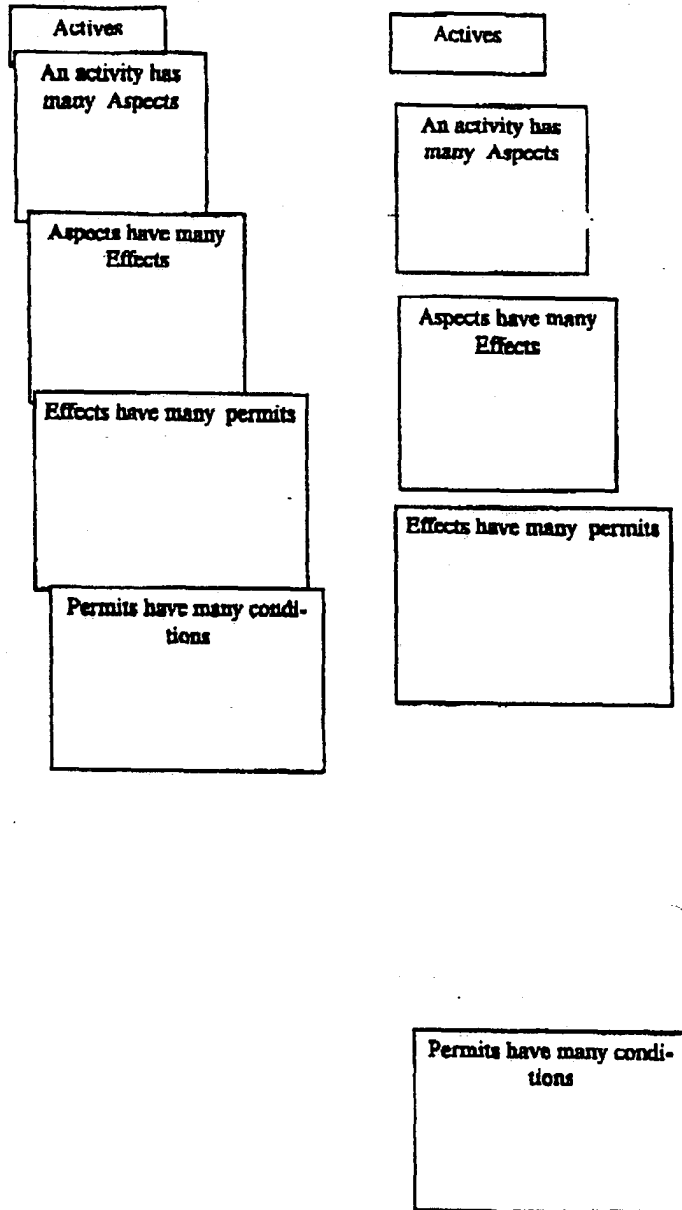 Actives
An activity has
many Aspects
Aspects have many
Effects
Effects have many permits
Permits have many condi-
tions
Actives
An activity has
many Aspects
Aspects have many
Effects
Effects have many permits
Permits have many condi-
tions